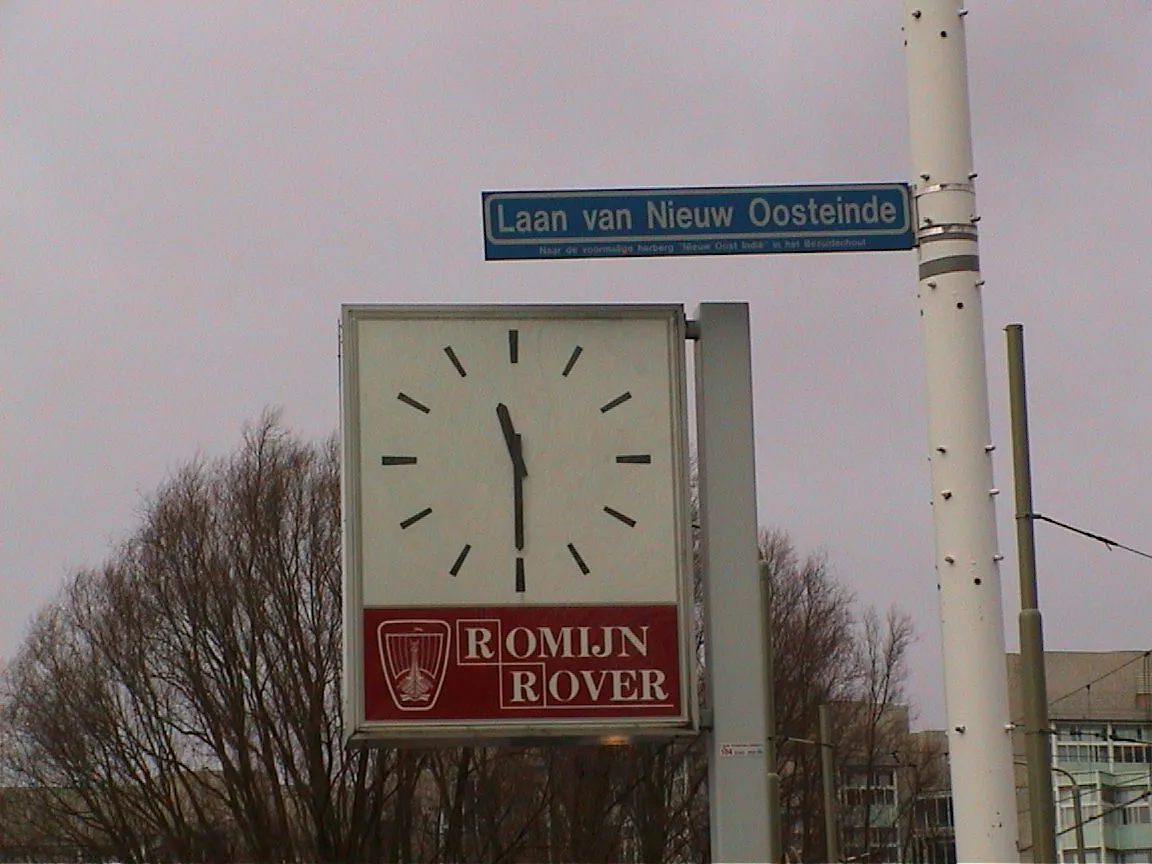 Laan van Nieuw Oosteinde
Naar de voormalige herberg "Nieuw Oost Indië" in het Bezuidenhout
ROMIJN
ROVER